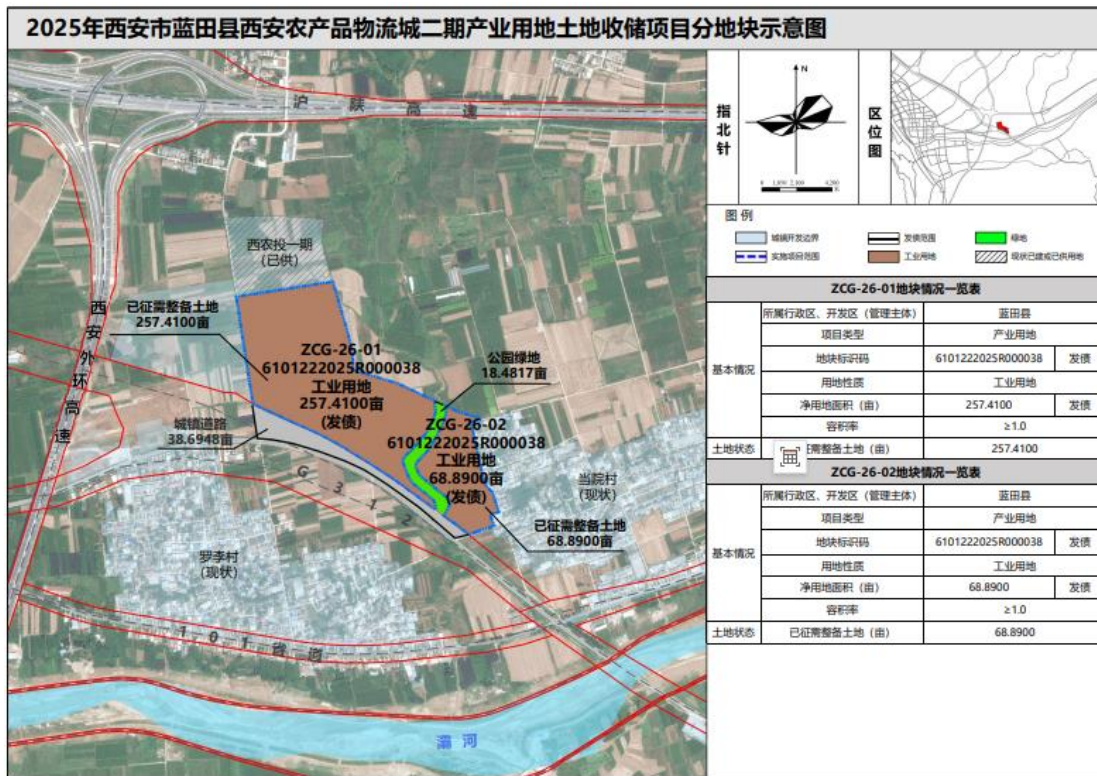 2025年西安市蓝田县西安农产品物流城二期产业用地土地收储项目分地块示意图
沪陕高速
西安外环高速
西农投一期
(已供)
已征需整备土地
257.4100亩
ZCG-26-01
6101222025R000038
工业用地
257.4100亩
(发债)
公园绿地
18.4817亩
城镇道路
38.6948亩
ZCG-26-02
6101222025R000038
工业用地
68.8900亩
(发债)
G312
当院村
(现状)
已征需整备土地
68.8900亩
罗李村
(现状)
101省道
灞河
指北针
N
区位图
图例
城镇开发边界
发债范围
绿地
实施项目范围
工业用地
现状已建或已供用地
ZCG-26-01地块情况一览表
基本情况
所属行政区、开发区（管理主体） 蓝田县
项目类型 产业用地
地块标识码 6101222025R000038 发债
用地性质 工业用地
净用地面积（亩） 257.4100 发债
容积率 ≥1.0
土地状态 征需整备土地（亩） 257.4100
ZCG-26-02地块情况一览表
基本情况
所属行政区、开发区（管理主体） 蓝田县
项目类型 产业用地
地块标识码 6101222025R000038 发债
用地性质 工业用地
净用地面积（亩） 68.8900 发债
容积率 ≥1.0
土地状态 已征需整备土地（亩） 68.8900